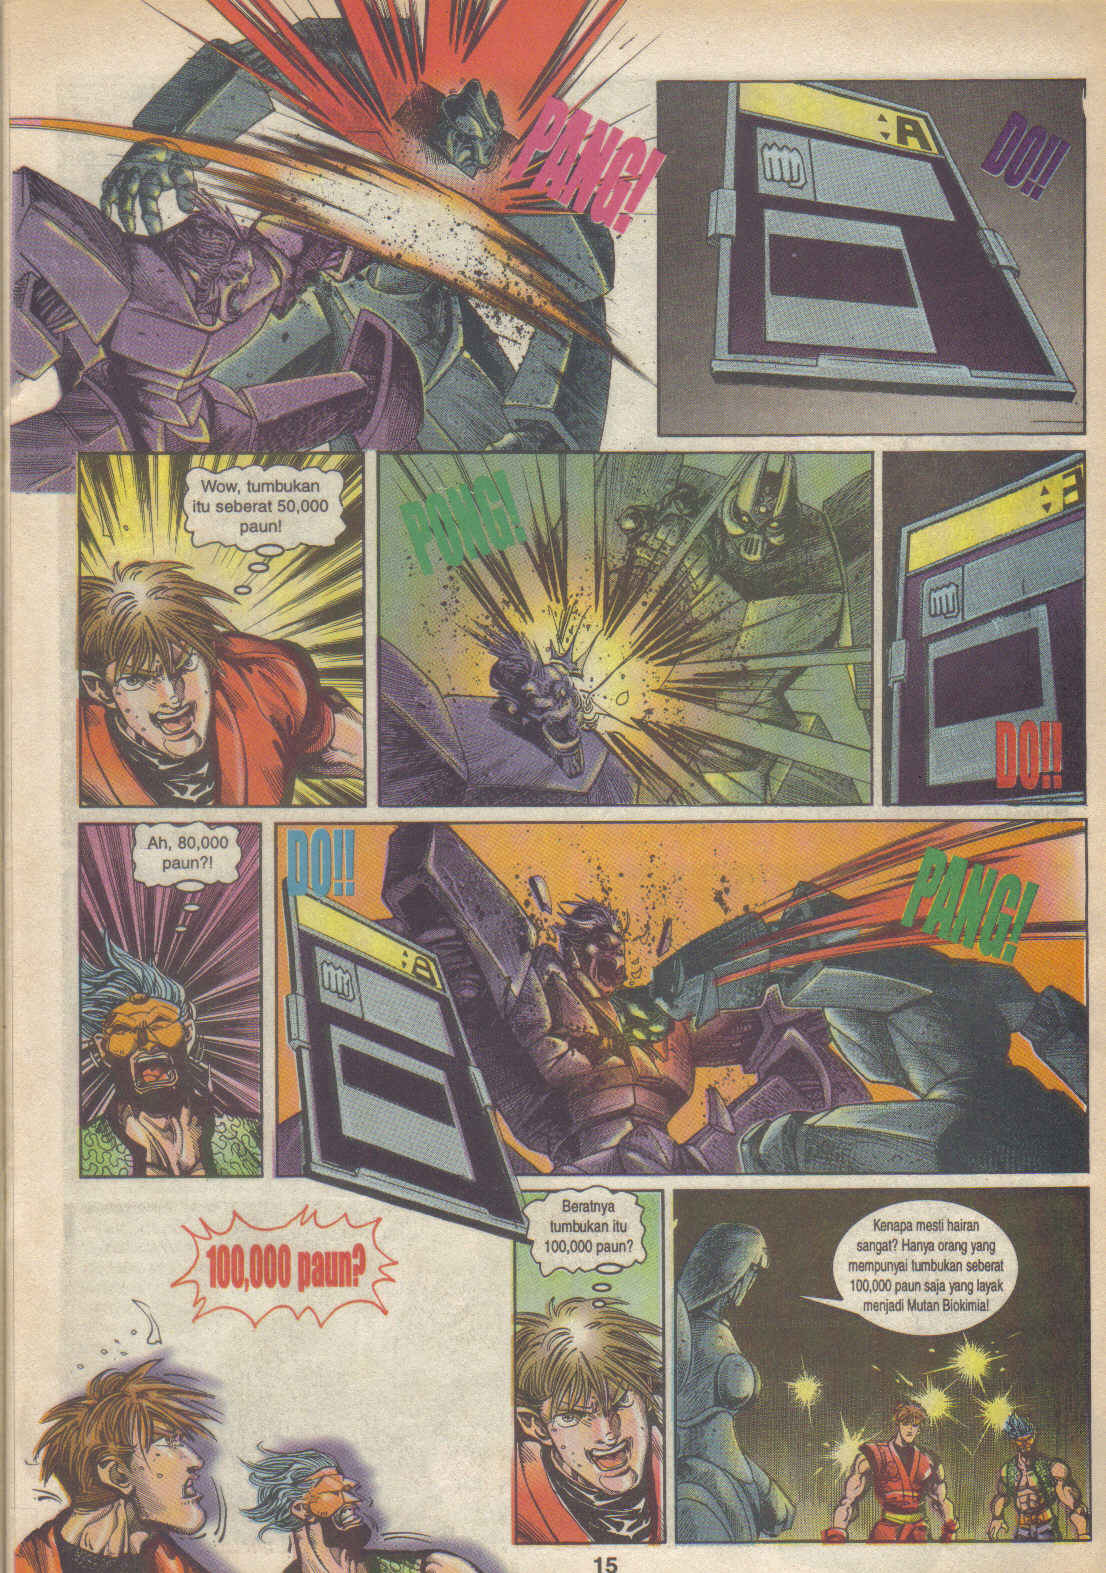 PANG!
A
DO!!
Wow, tumbukan
itu seberat 50,000
paun!
PONG!
DO!!
Ah, 80,000
paun?!
DO!!
A
PANG!
100,000 paun?
Beratnya
tumbukan itu
100,000 paun?
Kenapa mesti hairan
sangat? Hanya orang yang
mempunyai tumbukan seberat
100,000 paun saja yang layak
menjadi Mutan Biokimia!
15